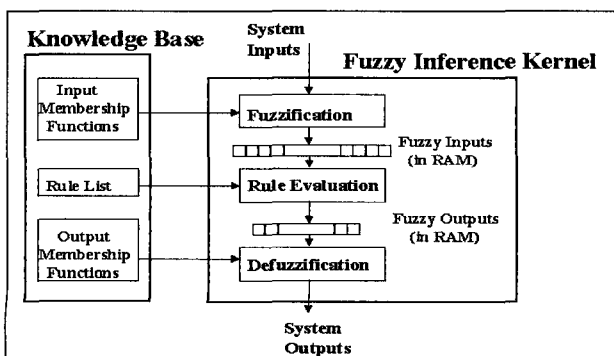 System
Inputs
Knowledge Base
Fuzzy Inference Kernel
Input
Membership
Functions
Fuzzification
Fuzzy Inputs
(in RAM)
Rule List
Rule Evaluation
Fuzzy Outputs
(in RAM)
Output
Membership
Functions
Defuzzification
System
Outputs